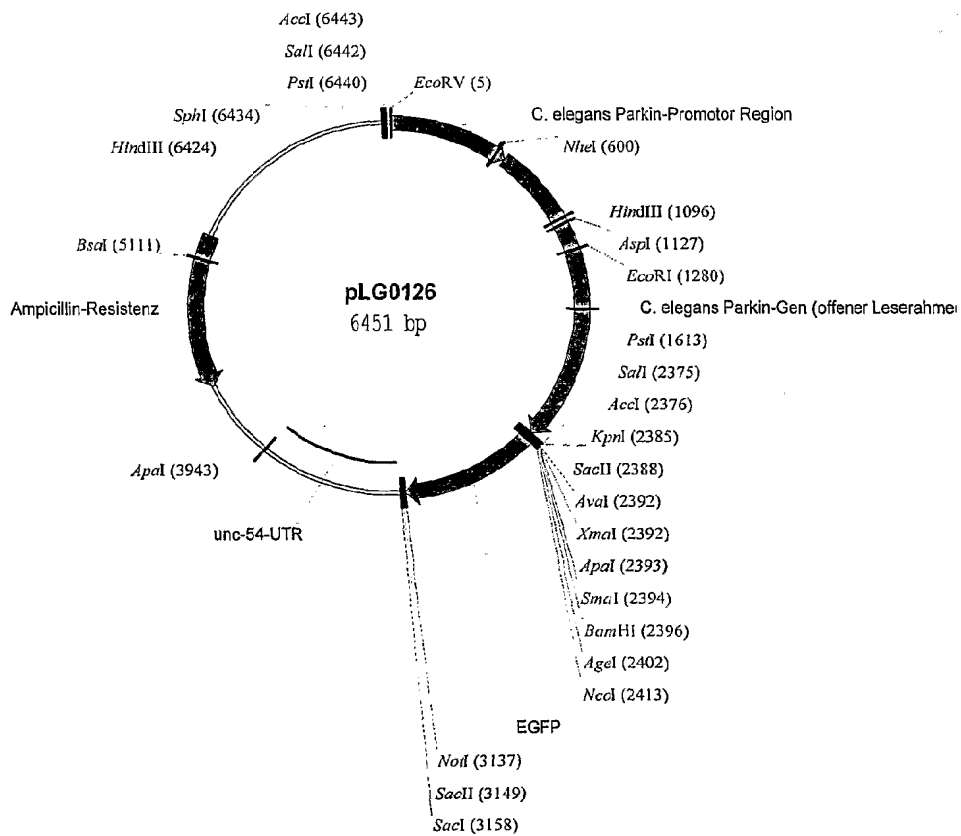 AccI (6443)
SalI (6442)
PstI (6440)
EcoRV (5)
SphI (6434)
C. elegans Parkin-Promotor Region
HindIII (6424)
NheI (600)
HindIII (1096)
BsaI (5111)
AspI (1127)
EcoRI (1280)
pLG0126
6451 bp
Ampicillin-Resistenz
C. elegans Parkin-Gen (offener Leserahme
PstI (1613)
SalI (2375)
AccI (2376)
KpnI (2385)
SacII (2388)
ApaI (3943)
AvaI (2392)
unc-54-UTR
XmaI (2392)
ApaI (2393)
SmaI (2394)
BamHI (2396)
AgeI (2402)
NcoI (2413)
EGFP
NotI (3137)
SacII (3149)
SacI (3158)